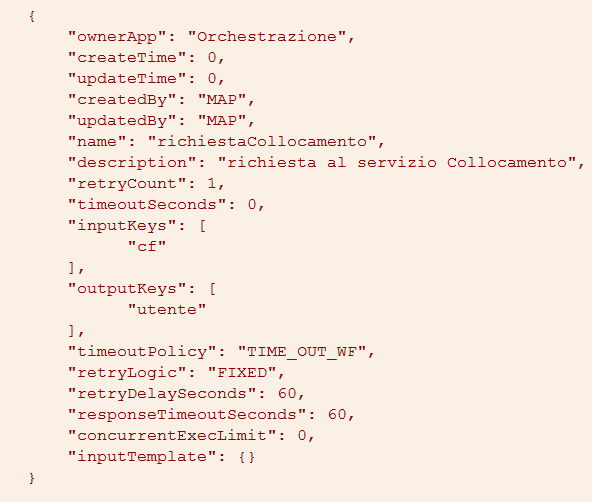 {
"ownerApp": "Orchestrazione",
"createTime": 0,
"updateTime": 0,
"createdBy": "MAP",
"updatedBy": "MAP",
"name": "richiestaCollocamento",
"description": "richiesta al servizio Collocamento",
"retryCount": 1,
"timeoutSeconds": 0,
"inputKeys": [
"cf"
],
"outputKeys": [
"utente"
],
"timeoutPolicy": "TIME_OUT_WF",
"retryLogic": "FIXED",
"retryDelaySeconds": 60,
"responseTimeoutSeconds": 60,
"concurrentExecLimit": 0,
"inputTemplate": {}
}